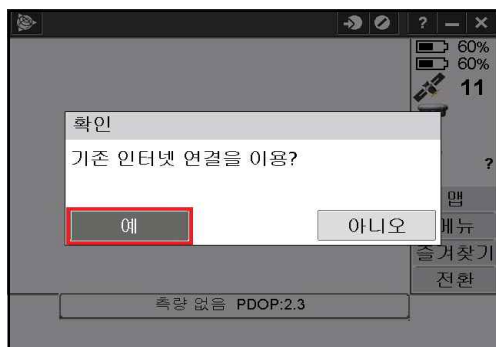 ? — ×
60%
60%
11
확인
기존 인터넷 연결을 이용?
?
예
아니오
맵
메뉴
즐겨찾기
전환
측량 없음 PDOP:2.3